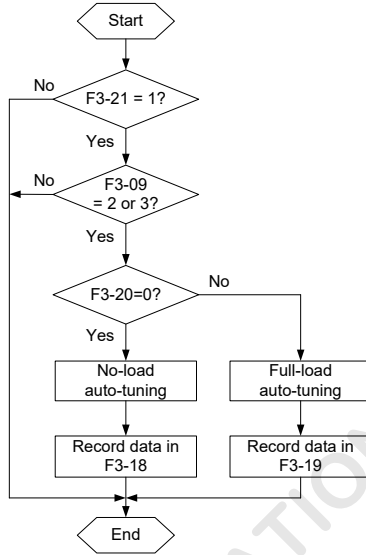 Start
No
F3-21 = 1?
Yes
No
F3-09
= 2 or 3?
Yes
F3-20=0?
No
Yes
No-load
auto-tuning
Full-load
auto-tuning
Record data in
F3-18
Record data in
F3-19
End